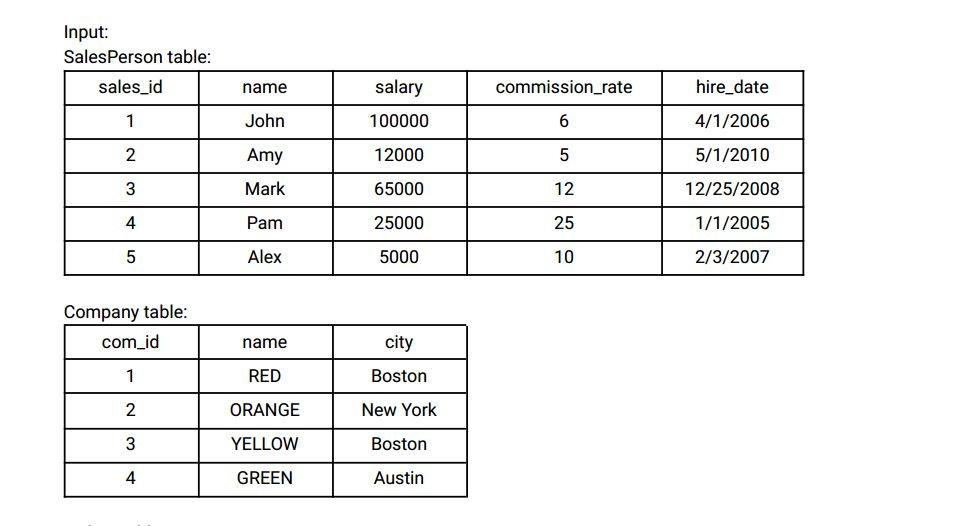 Input:
SalesPerson table:
sales_id name salary commission_rate hire_date
1 John 100000 6 4/1/2006
2 Amy 12000 5 5/1/2010
3 Mark 65000 12 12/25/2008
4 Pam 25000 25 1/1/2005
5 Alex 5000 10 2/3/2007
Company table:
com_id name city
1 RED Boston
2 ORANGE New York
3 YELLOW Boston
4 GREEN Austin